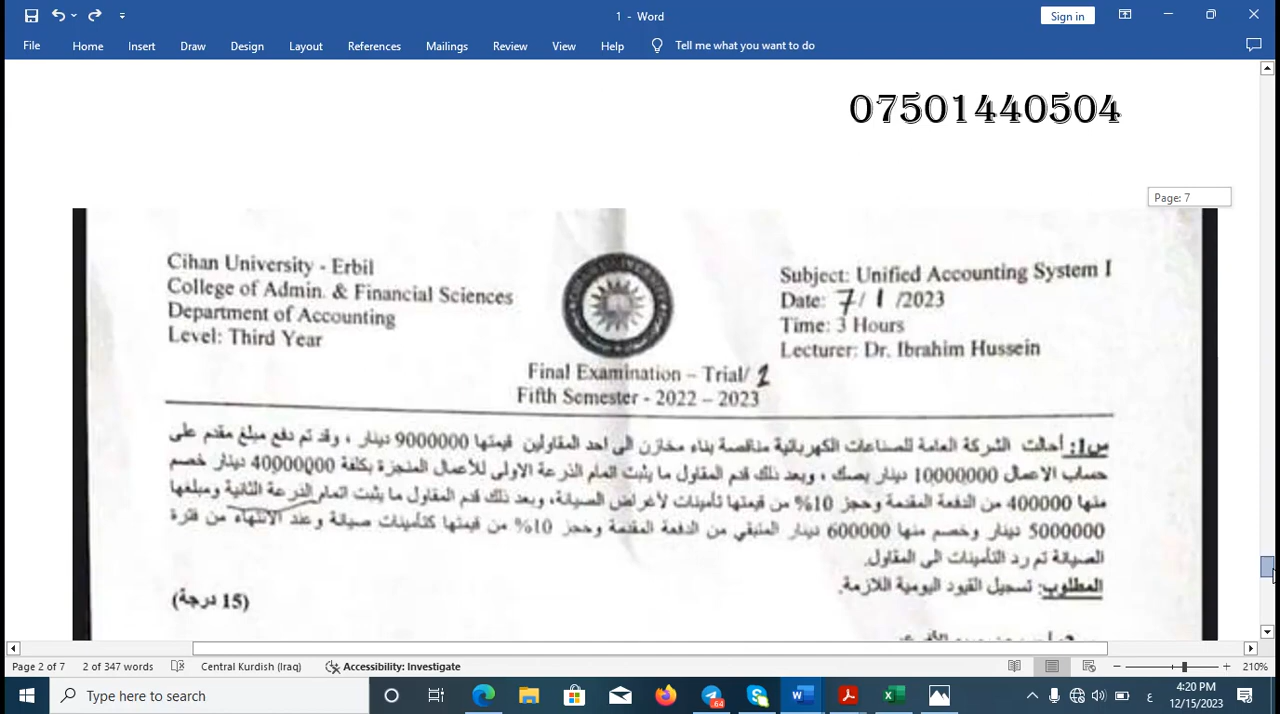 1 - Word
Sign in
File Home Insert Draw Design Layout References Mailings Review View Help Tell me what you want to do
07501440504
Page: 7
Cihan University - Erbil
College of Admin. & Financial Sciences
Department of Accounting
Level: Third Year
Subject: Unified Accounting System I
Date: 7/ 1 /2023
Time: 3 Hours
Lecturer: Dr. Ibrahim Hussein
Final Examination – Trial/
Fifth Semester - 2022 – 2023
س1: أحالت الشركة العامة للصناعات الكهربائية مناقصة بناء مخازن الى احد المقاولين قيمتها 9000000 دينار ، وقد تم دفع مبلغ مقدم على
حساب الاعمال 10000000 دينار بصك ، وبعد ذلك قدم المقاول ما يثبت اتمام الذرعة الاولى للأعمال المنجزة بكلفة 40000000 دينار خصم
منها 400000 من الدفعة المقدمة وحجز 10% من قيمتها تأمينات لأغراض الصيانة، وبعد ذلك قدم المقاول ما يثبت اتمام الذرعة الثانية ومبلغها
5000000 دينار وخصم منها 600000 دينار المتبقي من الدفعة المقدمة وحجز 10% من قيمتها كتأمينات صيانة وعند الانتهاء من فترة
الصيانة تم رد التأمينات الى المقاول.
المطلوب: تسجيل القيود اليومية اللازمة.
(15 درجة)
Page 2 of 7 2 of 347 words Central Kurdish (Iraq) Accessibility: Investigate 210%
Type here to search
64
ع
4:20 PM
12/15/2023